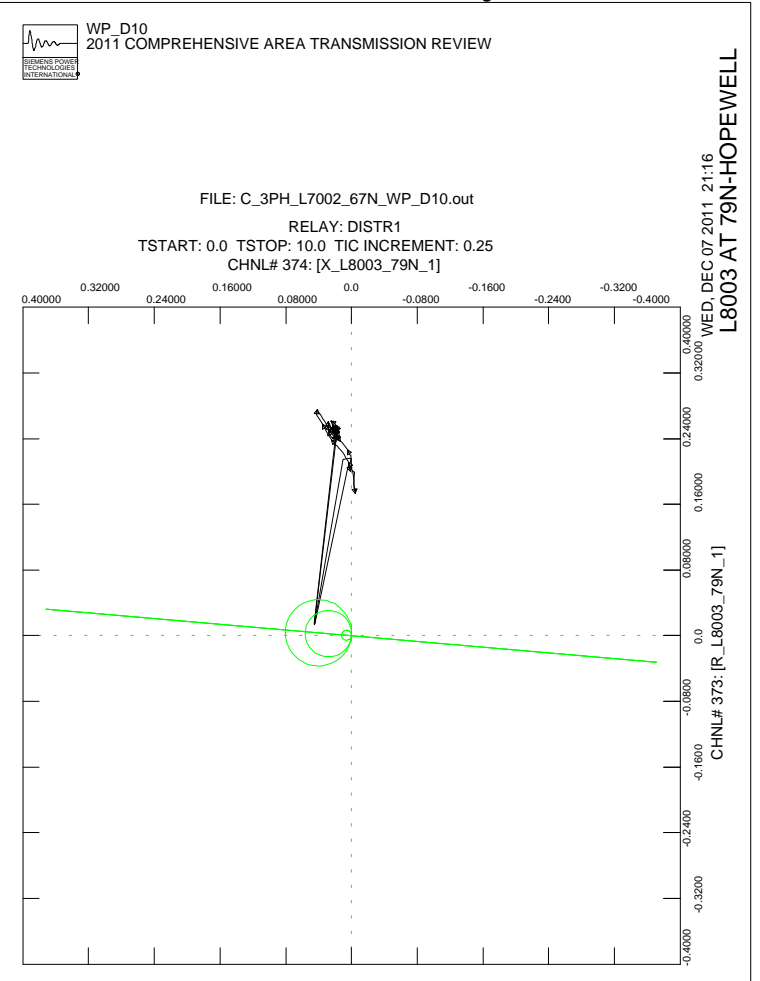 WP_D10
2011 COMPREHENSIVE AREA TRANSMISSION REVIEW
SIEMENS POWER
TECHNOLOGIES
INTERNATIONAL
FILE: C_3PH_L7002_67N_WP_D10.out
RELAY: DISTR1
TSTART: 0.0 TSTOP: 10.0 TIC INCREMENT: 0.25
CHNL# 374: [X_L8003_79N_1]
0.40000 0.32000 0.24000 0.16000 0.08000 0.0 -0.0800 -0.1600 -0.2400 -0.3200 -0.4000
WED, DEC 07 2011 21:16
L8003 AT 79N-HOPEWELL
0.40000
0.32000
0.24000
0.16000
0.08000
0.0
-0.0800
-0.1600
-0.2400
-0.3200
-0.4000
CHNL# 373: [R_L8003_79N_1]